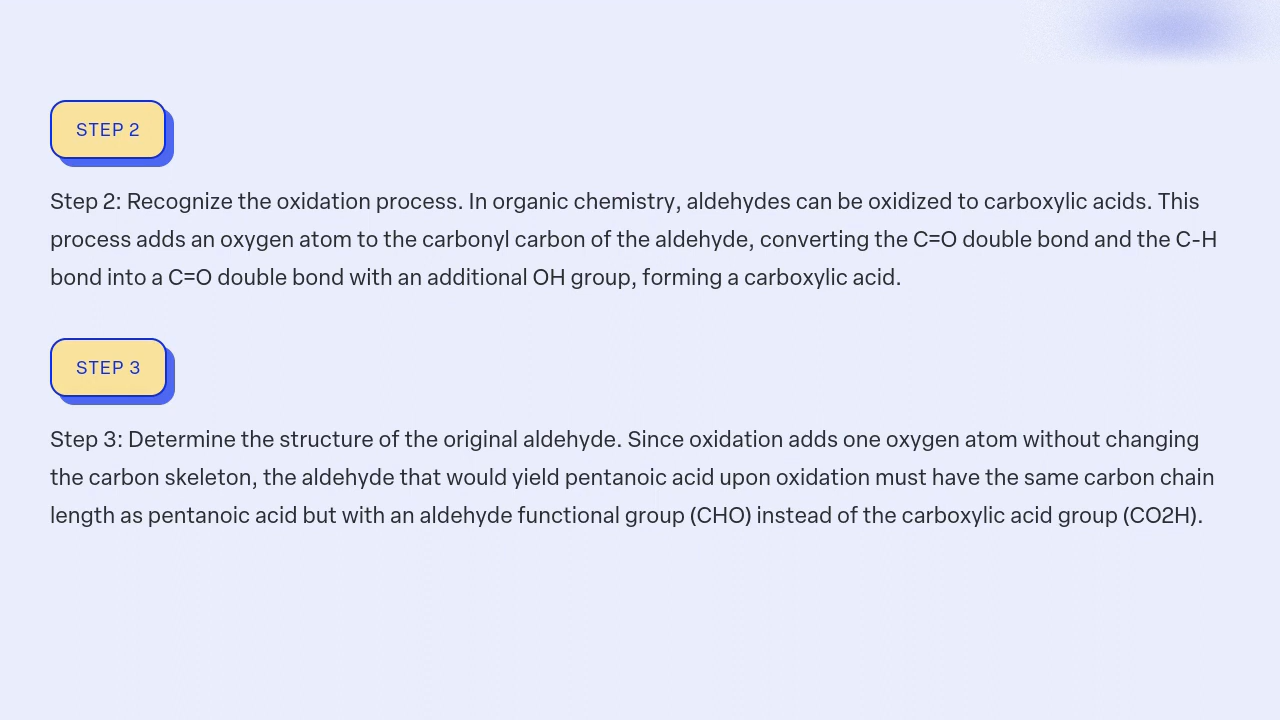 STEP 2
Step 2: Recognize the oxidation process. In organic chemistry, aldehydes can be oxidized to carboxylic acids. This
process adds an oxygen atom to the carbonyl carbon of the aldehyde, converting the C=O double bond and the C-H
bond into a C=O double bond with an additional OH group, forming a carboxylic acid.
STEP 3
Step 3: Determine the structure of the original aldehyde. Since oxidation adds one oxygen atom without changing
the carbon skeleton, the aldehyde that would yield pentanoic acid upon oxidation must have the same carbon chain
length as pentanoic acid but with an aldehyde functional group (CHO) instead of the carboxylic acid group (CO2H).